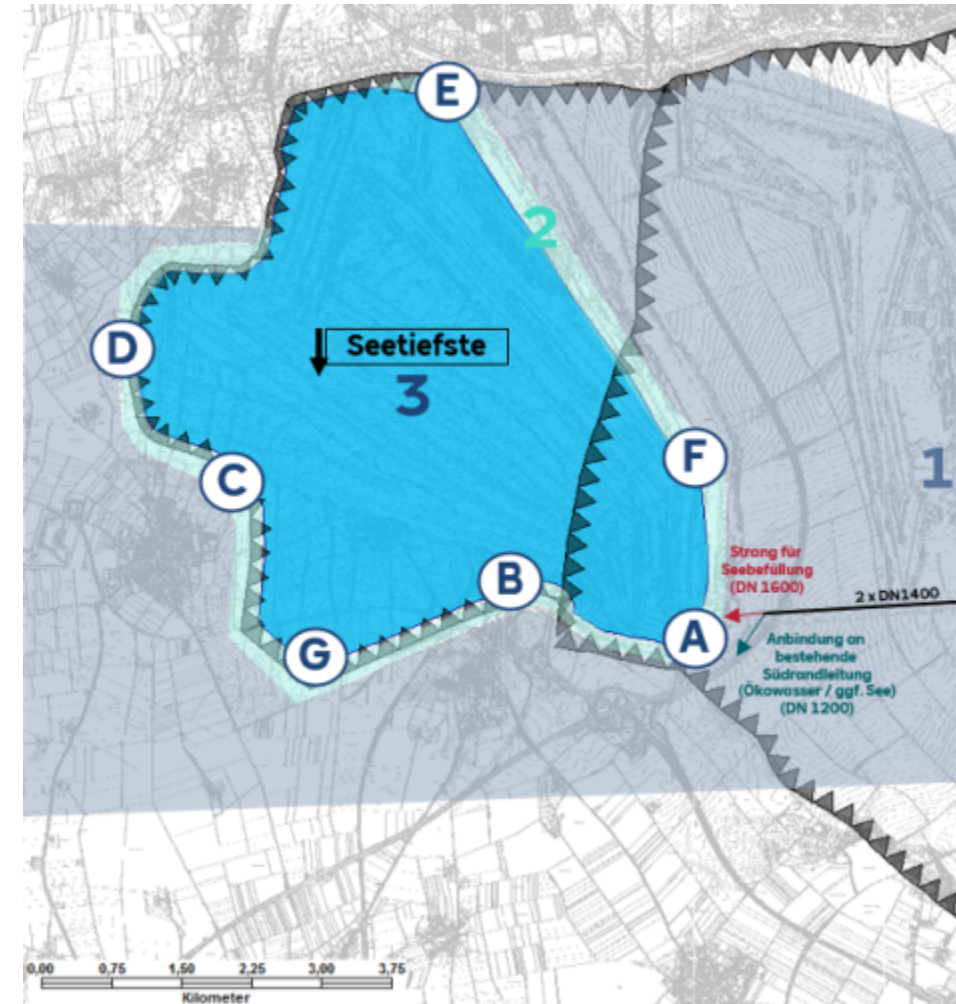 E
2
D
Seetiefste
3
F
C
1
Strang für
Seebefüllung
(DN 1600)
2 x DN1400
B
A
Anbindung an
bestehende
Südrandleitung
(Ökowasser / ggf. See)
(DN 1200)
G
0,00 0,75 1,50 2,25 3,00 3,75
Kilometer